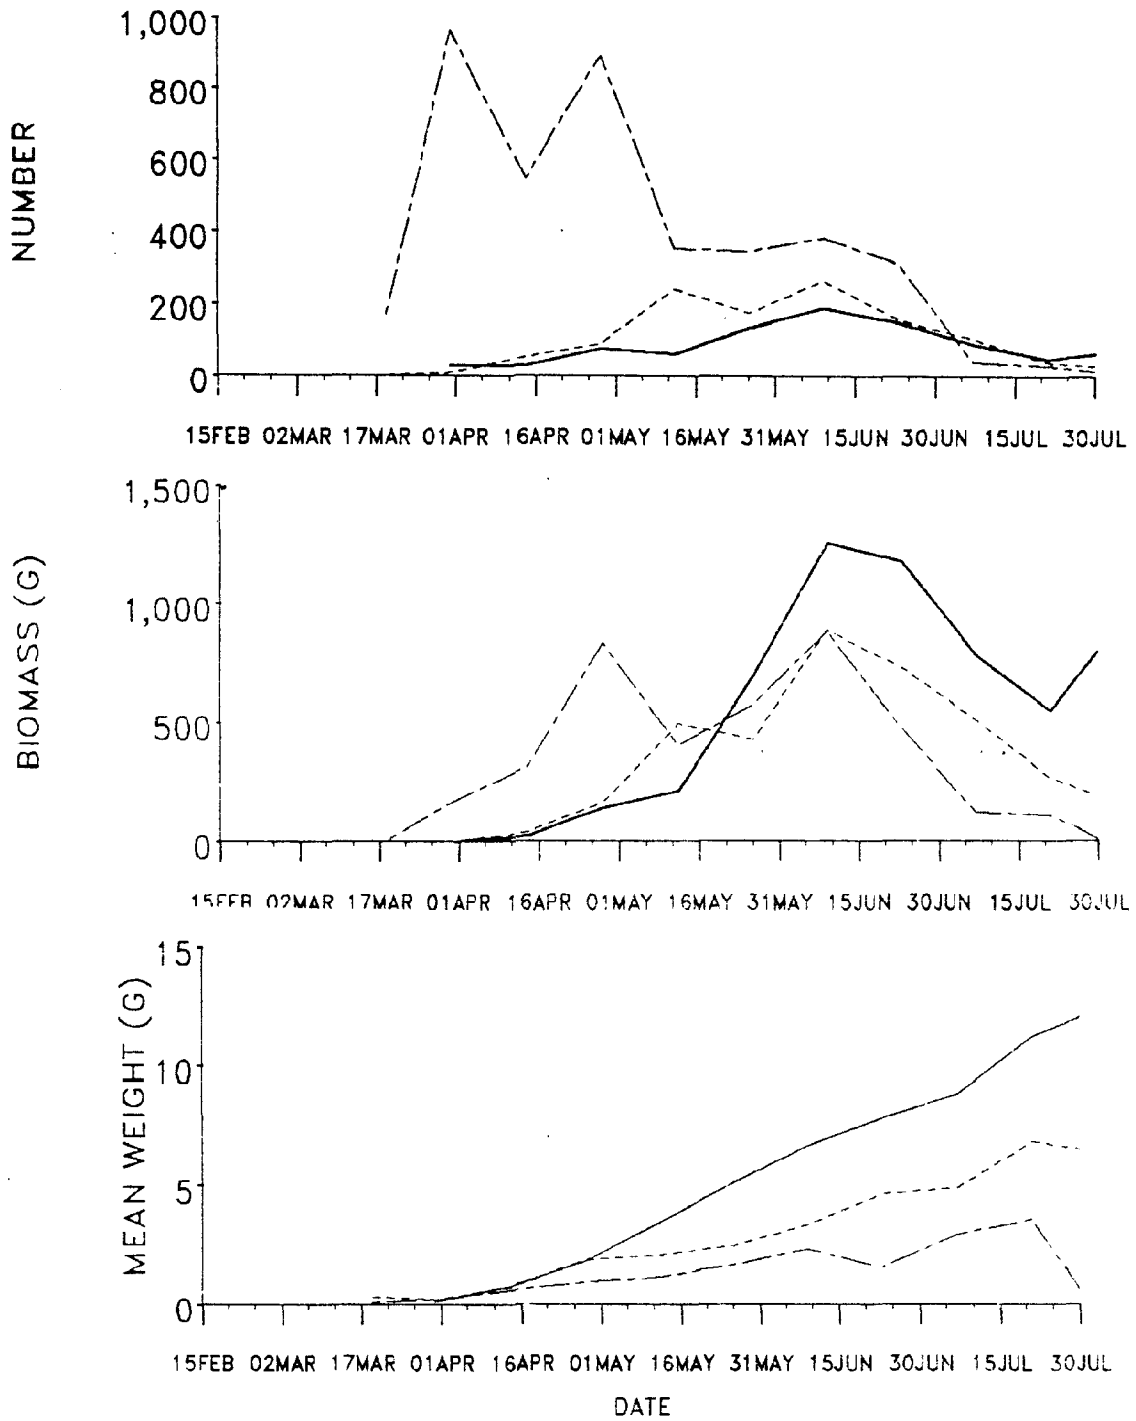 NUMBER
1,000
800
600
400
200
0
15FEB 02MAR 17MAR 01APR 16APR 01MAY 16MAY 31MAY 15JUN 30JUN 15JUL 30JUL
BIOMASS (G)
1,500
1,000
500
0
15FEB 02MAR 17MAR 01APR 16APR 01MAY 16MAY 31MAY 15JUN 30JUN 15JUL 30JUL
MEAN WEIGHT (G)
15
10
5
0
15FEB 02MAR 17MAR 01APR 16APR 01MAY 16MAY 31MAY 15JUN 30JUN 15JUL 30JUL
DATE